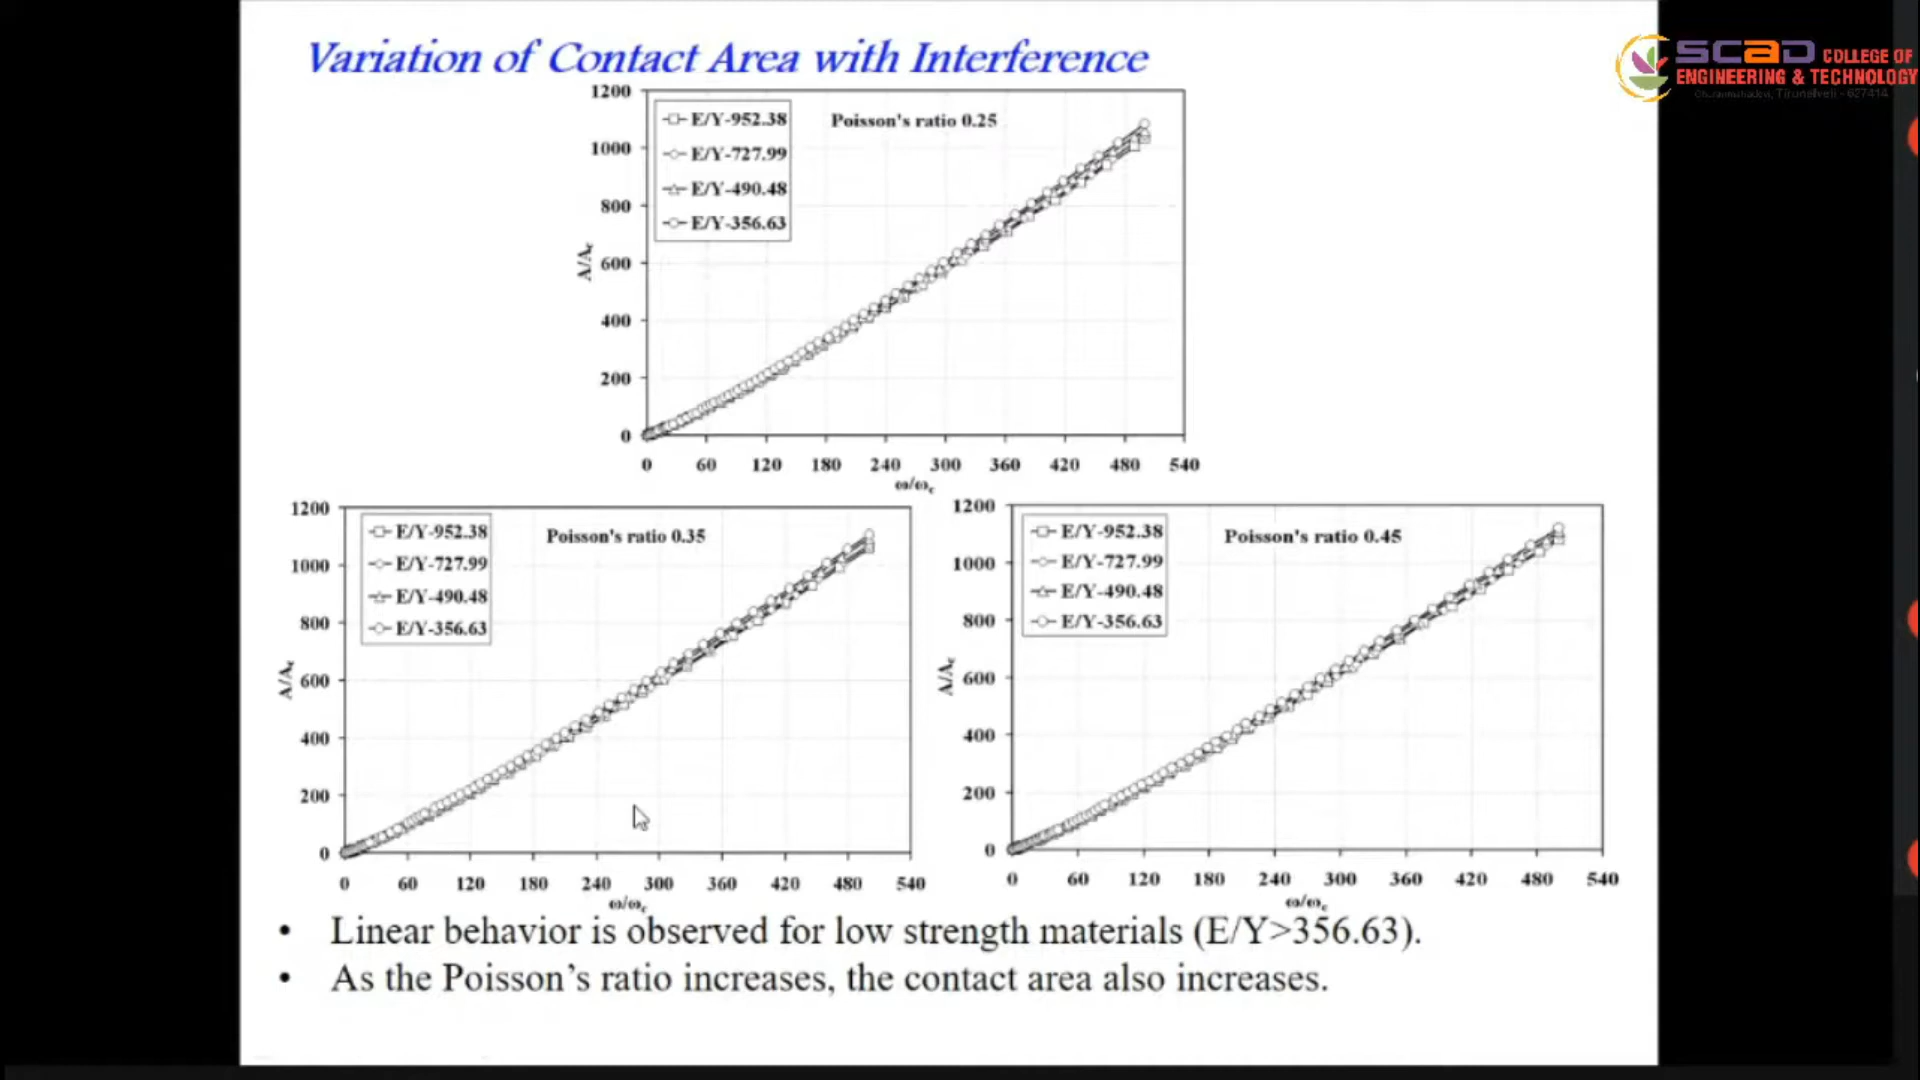 Variation of Contact Area with Interference
SCAD COLLEGE OF
ENGINEERING & TECHNOLOGY
Tirunelveli - 627414
1200
1000
800
600
400
200
0
A/Ac
E/Y-952.38
E/Y-727.99
E/Y-490.48
E/Y-356.63
Poisson's ratio 0.25
0 60 120 180 240 300 360 420 480 540
ω/ωc
1200
1000
800
600
400
200
0
A/Ac
E/Y-952.38
E/Y-727.99
E/Y-490.48
E/Y-356.63
Poisson's ratio 0.35
0 60 120 180 240 300 360 420 480 540
ω/ωc
1200
1000
800
600
400
200
0
A/Ac
E/Y-952.38
E/Y-727.99
E/Y-490.48
E/Y-356.63
Poisson's ratio 0.45
0 60 120 180 240 300 360 420 480 540
ω/ωc
• Linear behavior is observed for low strength materials (E/Y>356.63).
• As the Poisson’s ratio increases, the contact area also increases.